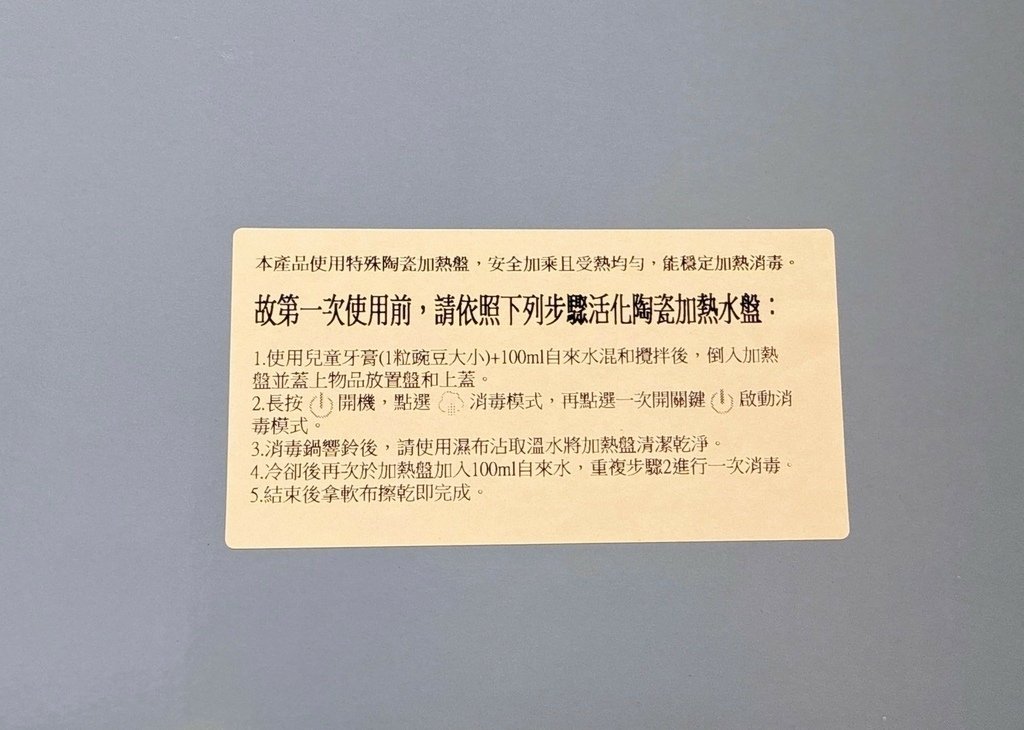 本產品使用特殊陶瓷加熱盤，安全加乘且受熱均勻，能穩定加熱消毒。
故第一次使用前，請依照下列步驟活化陶瓷加熱水盤：
1.使用兒童牙膏(1粒豌豆大小)+100ml自來水混和攪拌後，倒入加熱
盤並蓋上物品放置盤和上蓋。
2.長按 開機，點選 消毒模式，再點選一次開關鍵 啟動消
毒模式。
3.消毒鍋響鈴後，請使用濕布沾取溫水將加熱盤清潔乾淨。
4.冷卻後再次於加熱盤加入100ml自來水，重複步驟2進行一次消毒。
5.結束後拿軟布擦乾即完成。